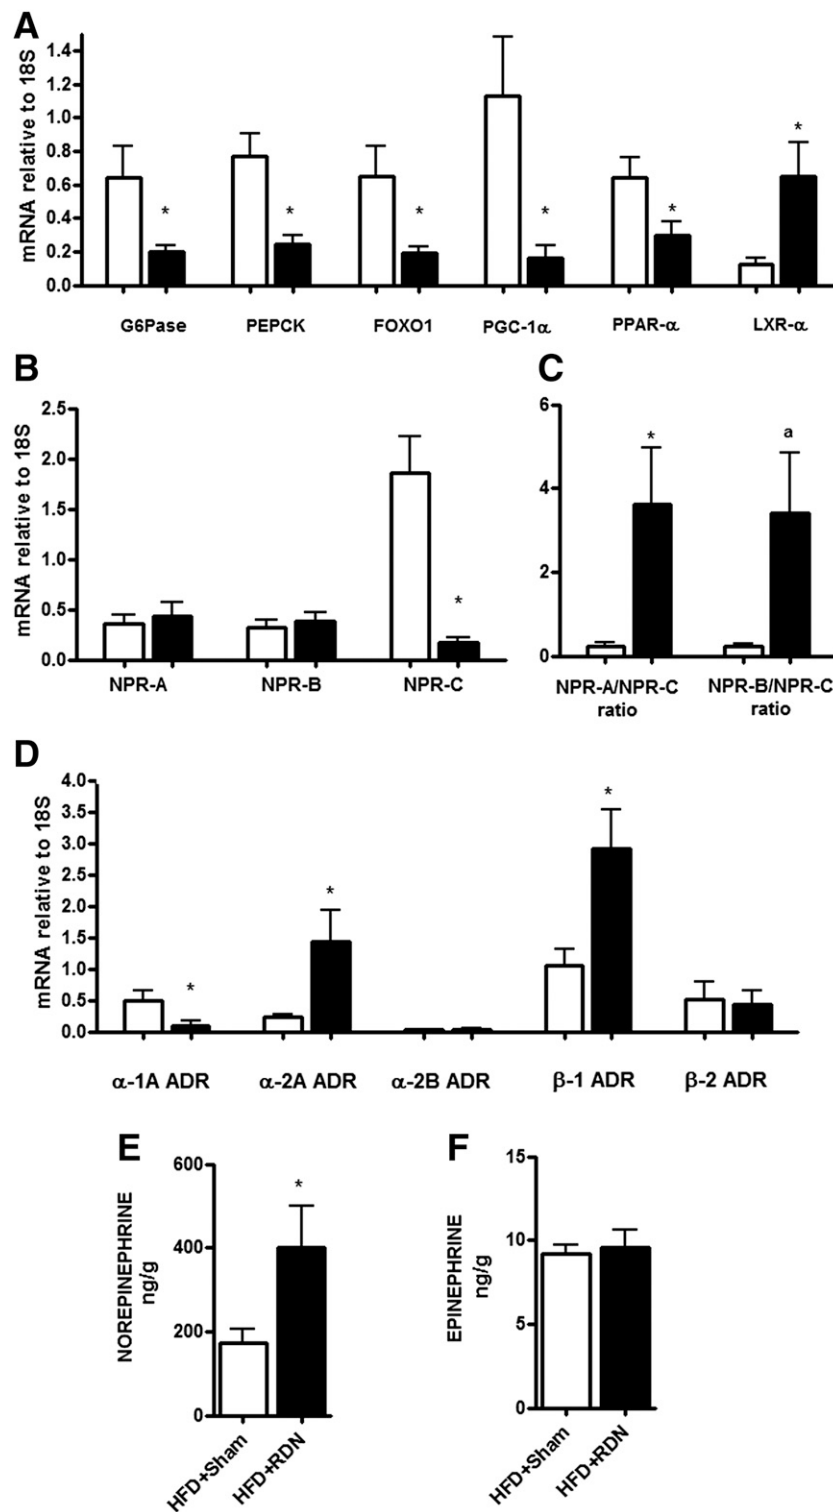 A
mRNA relative to 18S
1.4
1.2
1.0
0.8
0.6
0.4
0.2
0.0
* * * * * *
G6Pase PEPCK FOXO1 PGC-1α PPAR-α LXR-α
B
mRNA relative to 18S
2.5
2.0
1.5
1.0
0.5
0.0
*
NPR-A NPR-B NPR-C
C
6
4
2
0
* a
NPR-A/NPR-C NPR-B/NPR-C
ratio ratio
D
mRNA relative to 18S
4.0
3.5
3.0
2.5
2.0
1.5
1.0
0.5
0.0
* * *
α-1A ADR α-2A ADR α-2B ADR β-1 ADR β-2 ADR
E
NOREPINEPHRINE
ng/g
600
400
200
0
*
HFD+Sham HFD+RDN
F
EPINEPHRINE
ng/g
15
10
5
0
HFD+Sham HFD+RDN